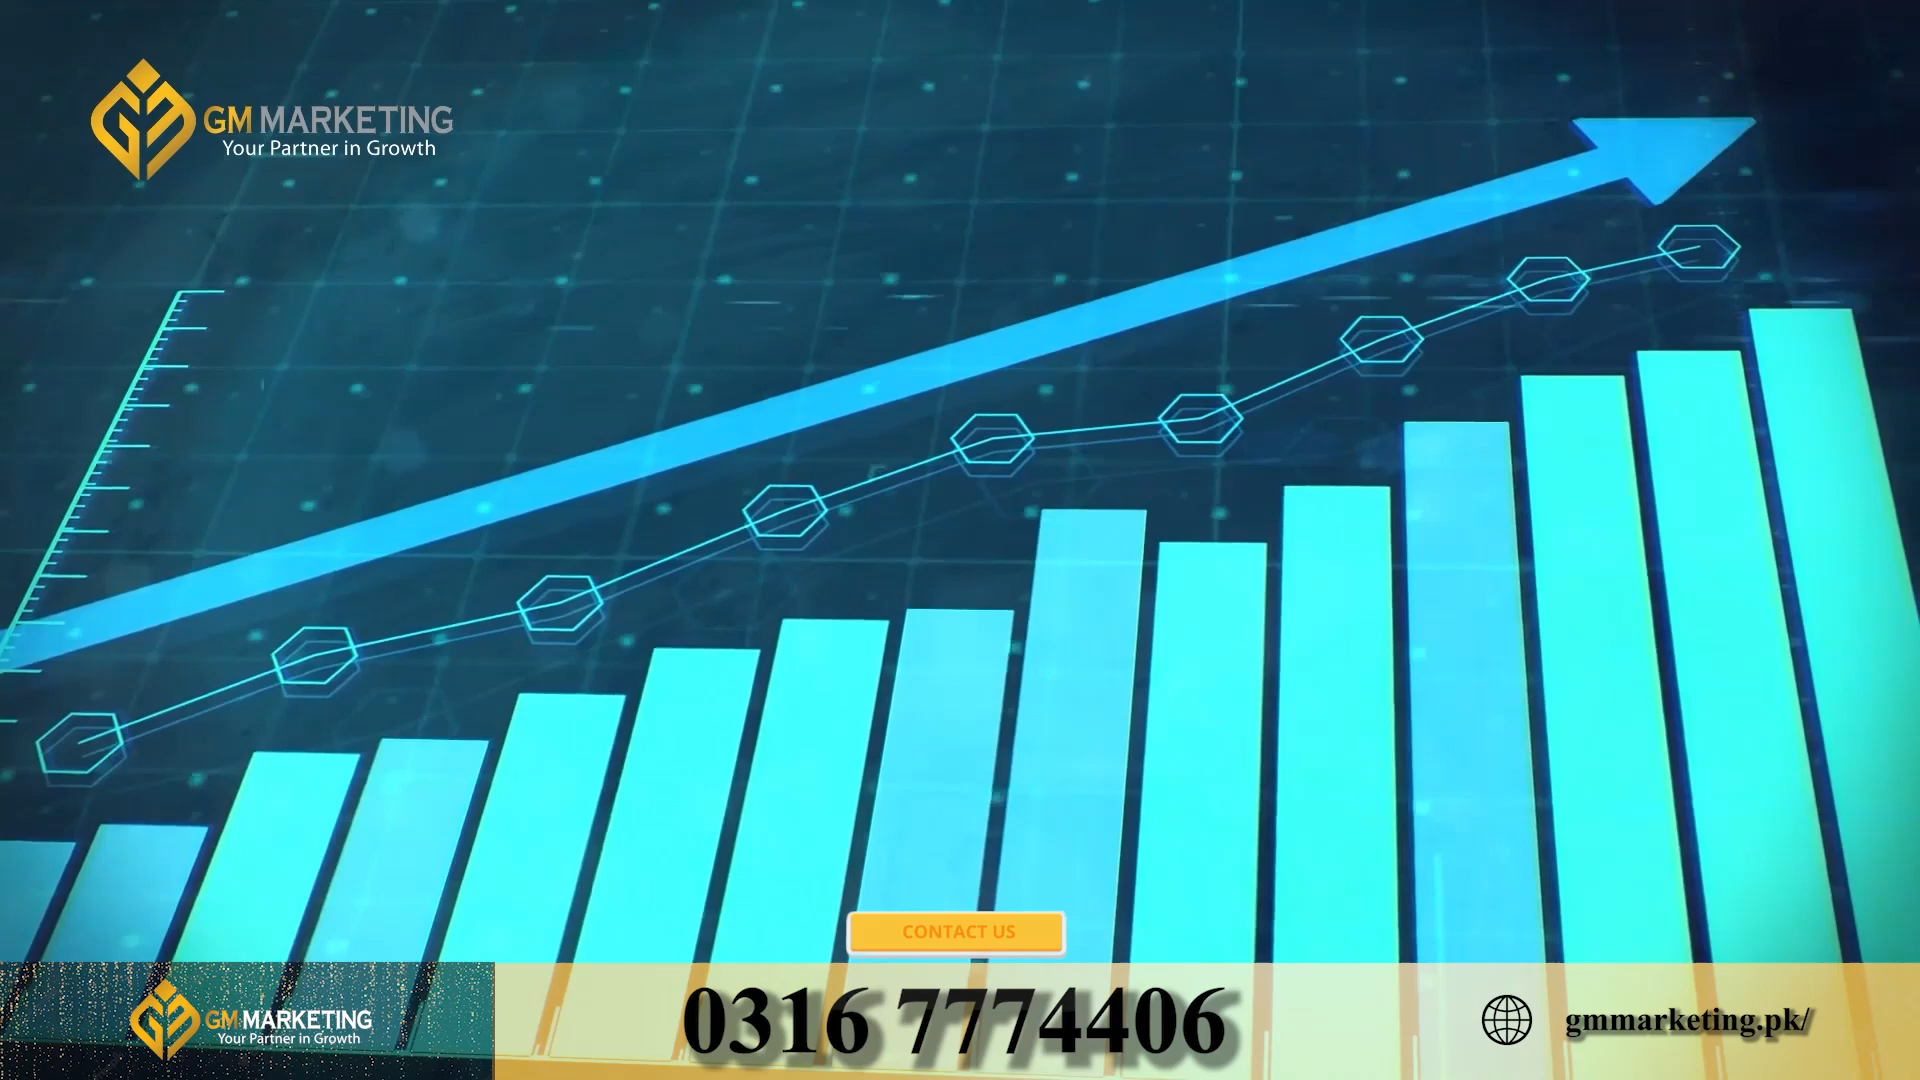 GM MARKETING
Your Partner in Growth
CONTACT US
GM MARKETING
Your Partner in Growth
0316 7774406
gmmarketing.pk/